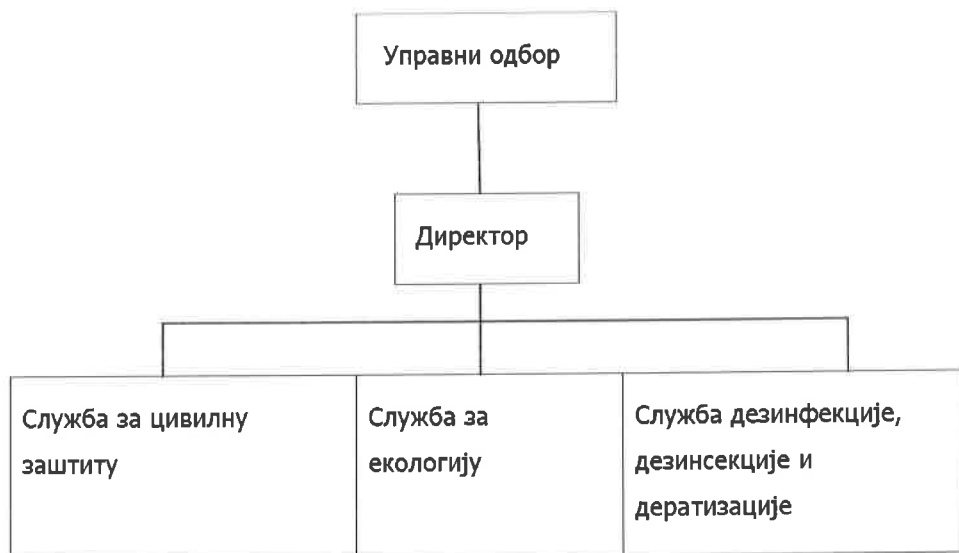 Управни одбор
Директор
Служба за цивилну
заштиту
Служба за
екологију
Служба дезинфекције,
дезинсекције и
дератизације